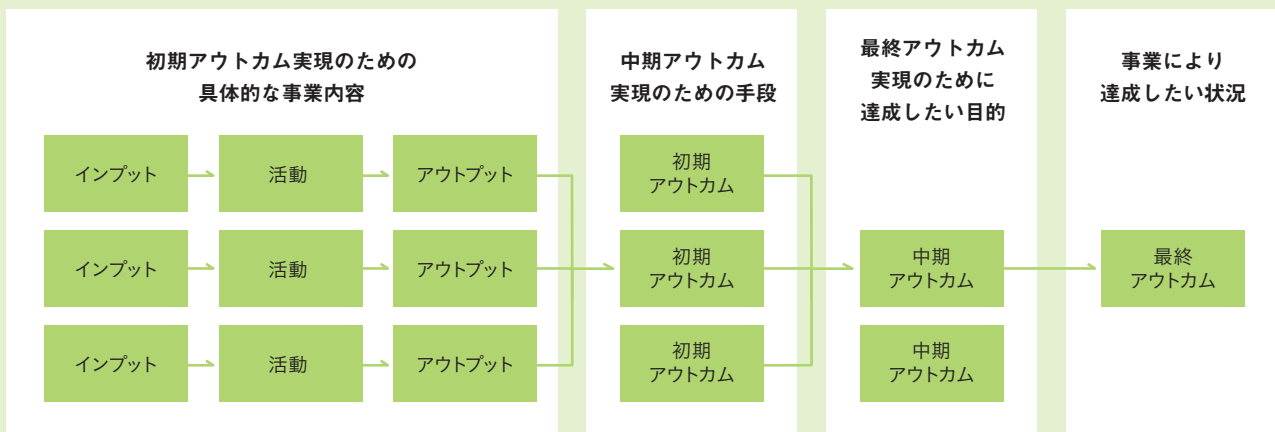 初期アウトカム実現のための
具体的な事業内容
中期アウトカム
実現のための手段
最終アウトカム
実現のために
達成したい目的
事業により
達成したい状況
インプット
活動
アウトプット
初期
アウトカム
インプット
活動
アウトプット
初期
アウトカム
中期
アウトカム
最終
アウトカム
インプット
活動
アウトプット
初期
アウトカム
中期
アウトカム